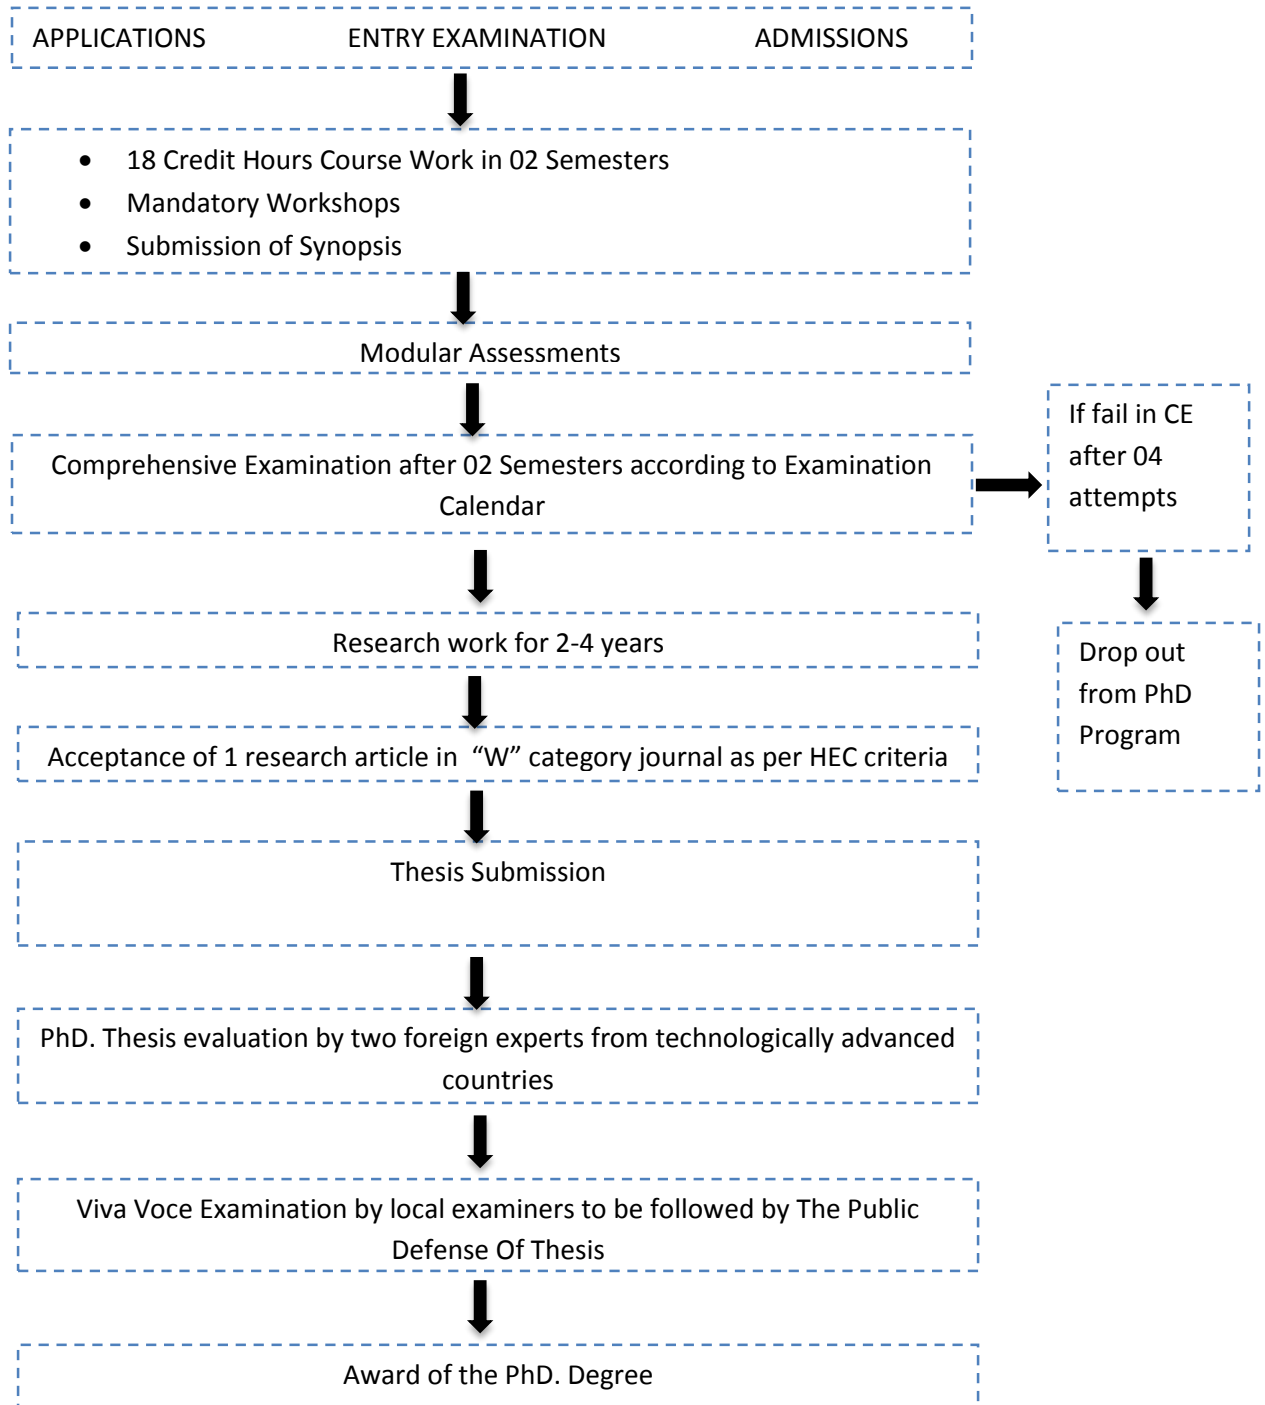 APPLICATIONS ENTRY EXAMINATION ADMISSIONS
• 18 Credit Hours Course Work in 02 Semesters
• Mandatory Workshops
• Submission of Synopsis
Modular Assessments
Comprehensive Examination after 02 Semesters according to Examination
Calendar
If fail in CE
after 04
attempts
Drop out
from PhD
Program
Research work for 2-4 years
Acceptance of 1 research article in “W” category journal as per HEC criteria
Thesis Submission
PhD. Thesis evaluation by two foreign experts from technologically advanced
countries
Viva Voce Examination by local examiners to be followed by The Public
Defense Of Thesis
Award of the PhD. Degree